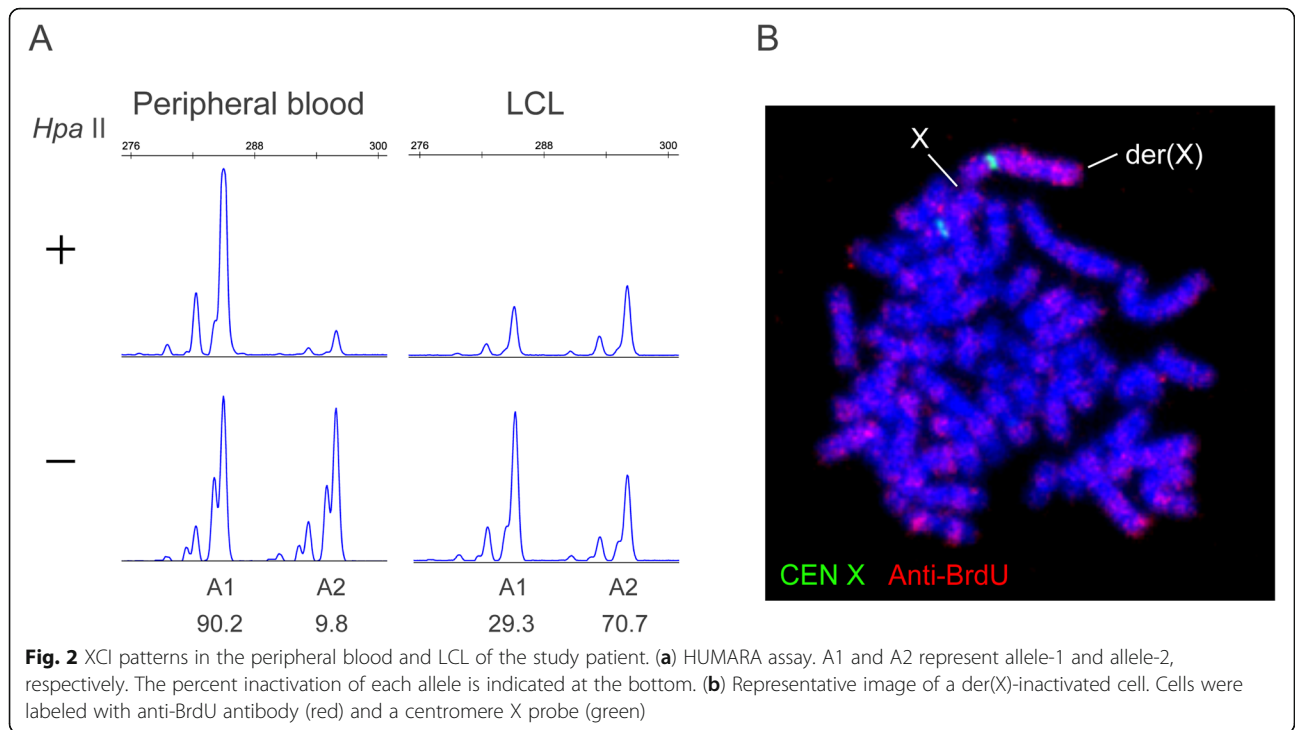 A
B
Peripheral blood
LCL
Hpa II
276 288 300
276 288 300
+
−
X
der(X)
A1 A2
A1 A2
90.2 9.8
29.3 70.7
CEN X Anti-BrdU
Fig. 2 XCI patterns in the peripheral blood and LCL of the study patient. (a) HUMARA assay. A1 and A2 represent allele-1 and allele-2,
respectively. The percent inactivation of each allele is indicated at the bottom. (b) Representative image of a der(X)-inactivated cell. Cells were
labeled with anti-BrdU antibody (red) and a centromere X probe (green)